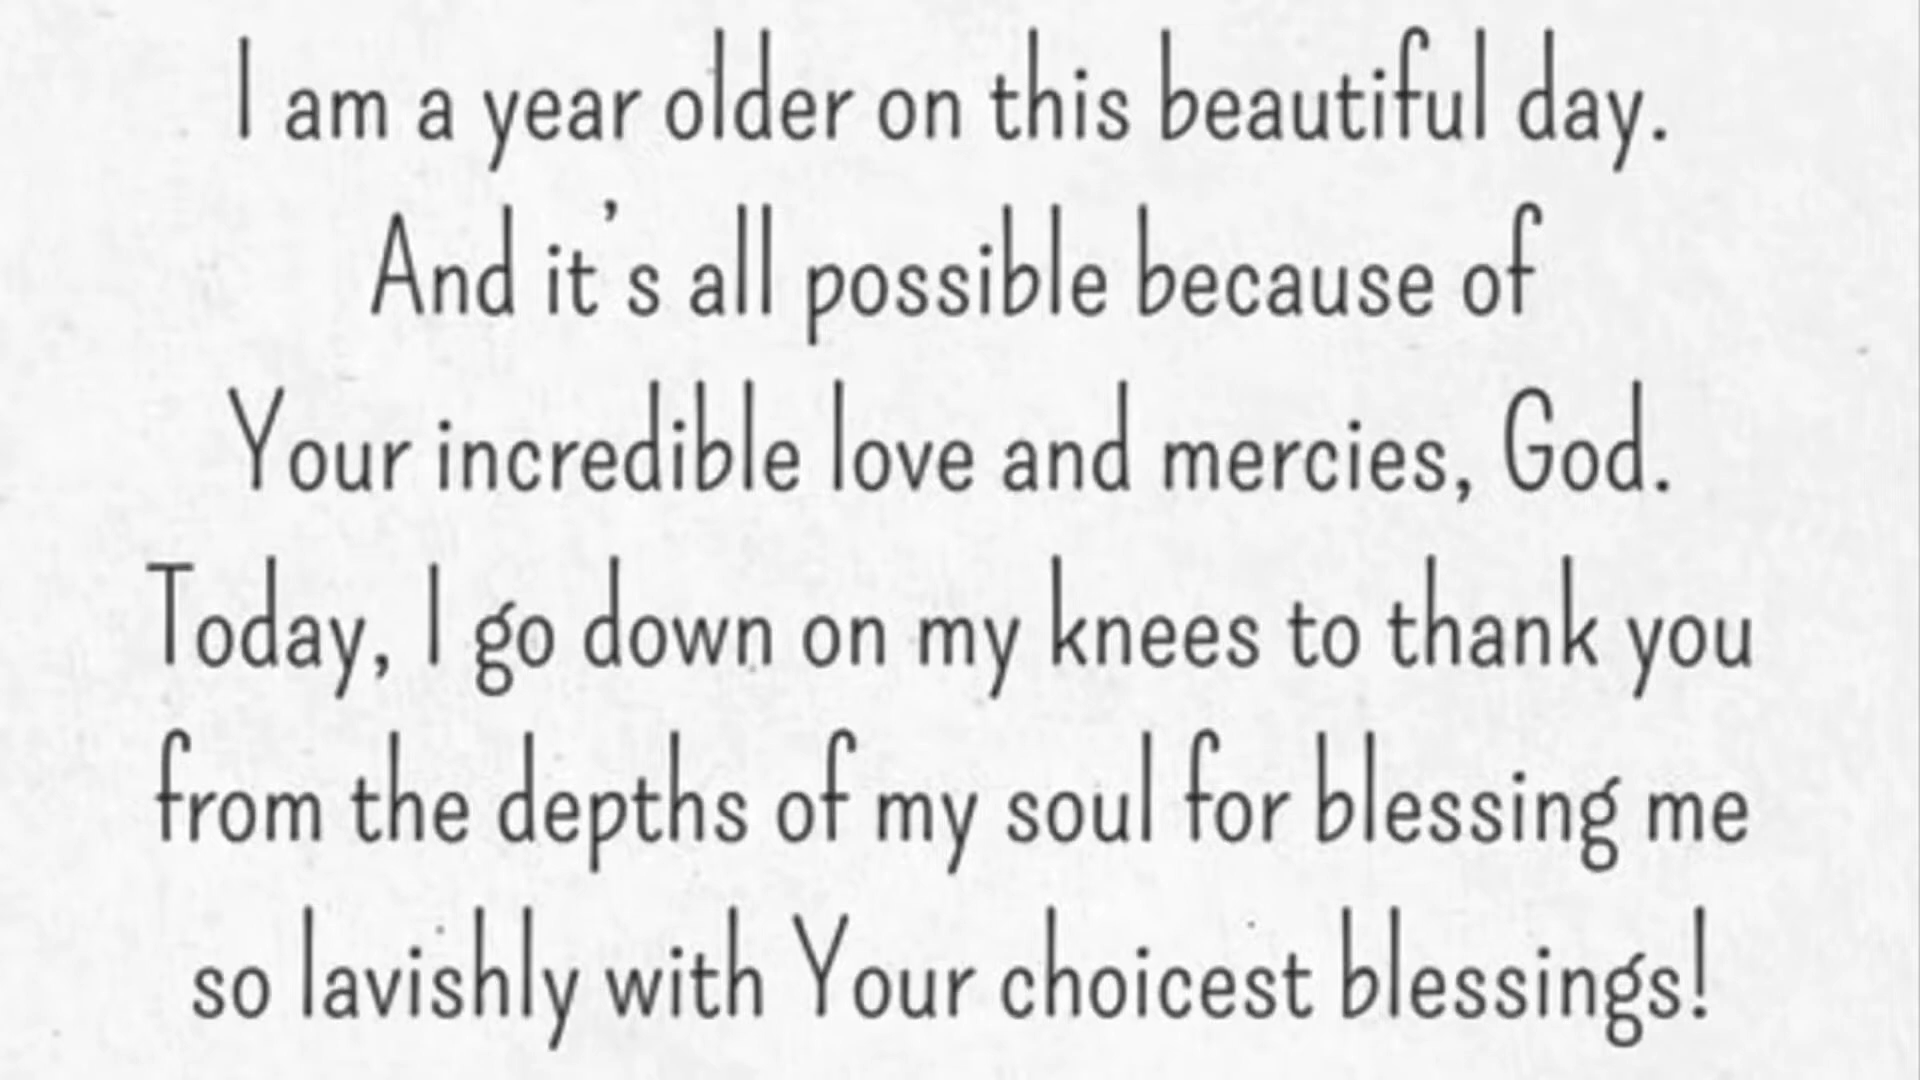 I am a year older on this beautiful day.
And it's all possible because of
Your incredible love and mercies, God.
Today, I go down on my knees to thank you
from the depths of my soul for blessing me
so lavishly with Your choicest blessings!